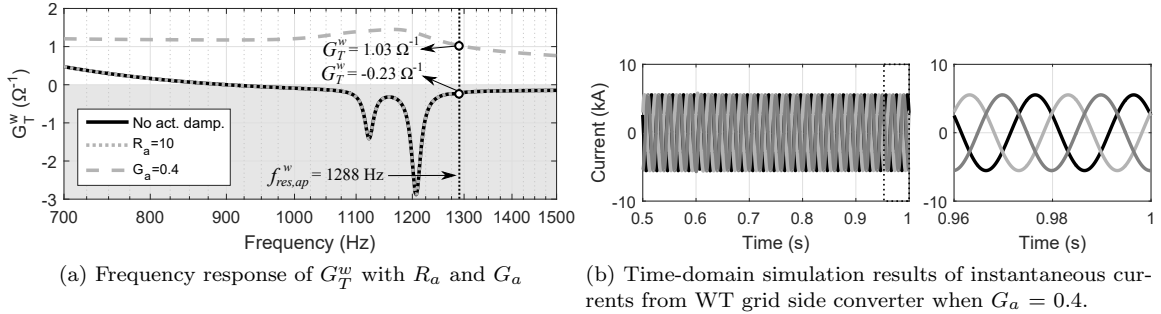 2
1
0
-1
-2
-3
G_T^w (Ω^-1)
G_T^w = 1.03 Ω^-1
G_T^w = -0.23 Ω^-1
No act. damp.
R_a=10
G_a=0.4
f_res,ap^w = 1288 Hz
700 800 900 1000 1100 1200 1300 1400 1500
Frequency (Hz)
(a) Frequency response of G_T^w with R_a and G_a
10
0
-10
Current (kA)
0.5 0.6 0.7 0.8 0.9 1
Time (s)
10
0
-10
0.96 0.98 1
Time (s)
(b) Time-domain simulation results of instantaneous cur-
rents from WT grid side converter when G_a = 0.4.